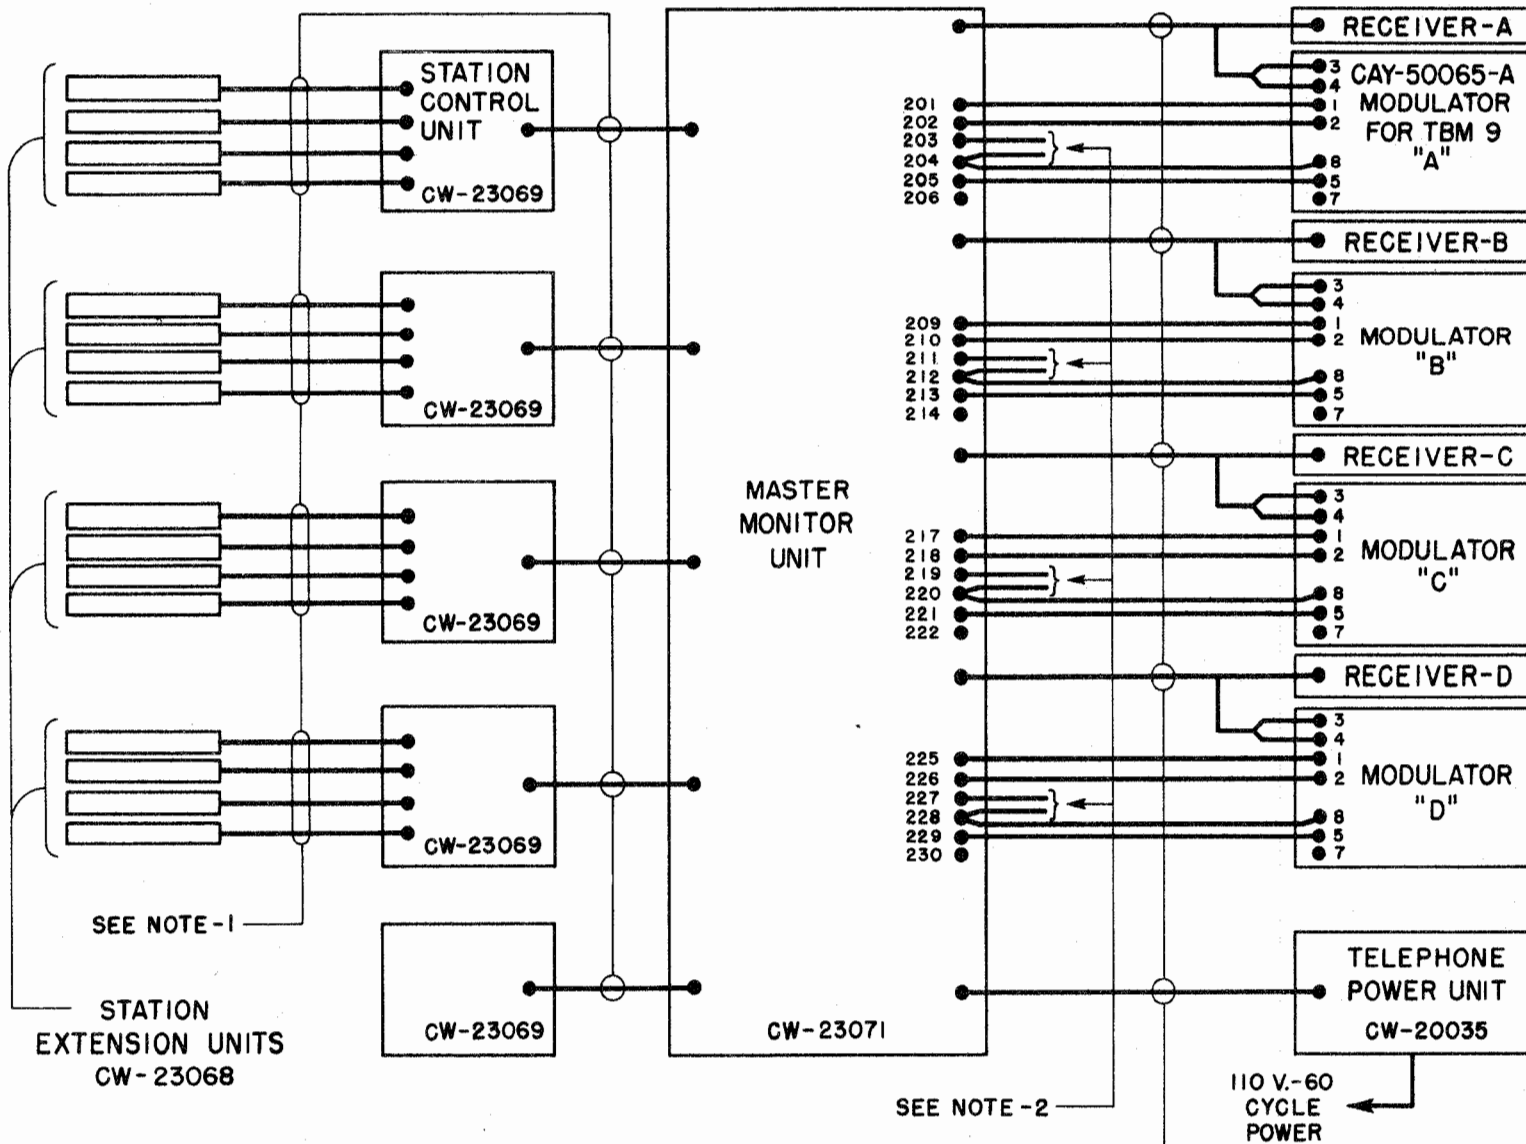 STATION
CONTROL
UNIT
CW-23069
CW-23069
CW-23069
CW-23069
CW-23069
SEE NOTE-1
STATION
EXTENSION UNITS
CW-23068
MASTER
MONITOR
UNIT
CW-23071
201
202
203
204
205
206
209
210
211
212
213
214
217
218
219
220
221
222
225
226
227
228
229
230
SEE NOTE-2
RECEIVER-A
3
4
1
2
8
5
7
CAY-50065-A
MODULATOR
FOR TBM 9
"A"
RECEIVER-B
3
4
1
2
8
5
7
MODULATOR
"B"
RECEIVER-C
3
4
1
2
8
5
7
MODULATOR
"C"
RECEIVER-D
3
4
1
2
8
5
7
MODULATOR
"D"
TELEPHONE
POWER UNIT
CW-20035
110 V.-60
CYCLE
POWER